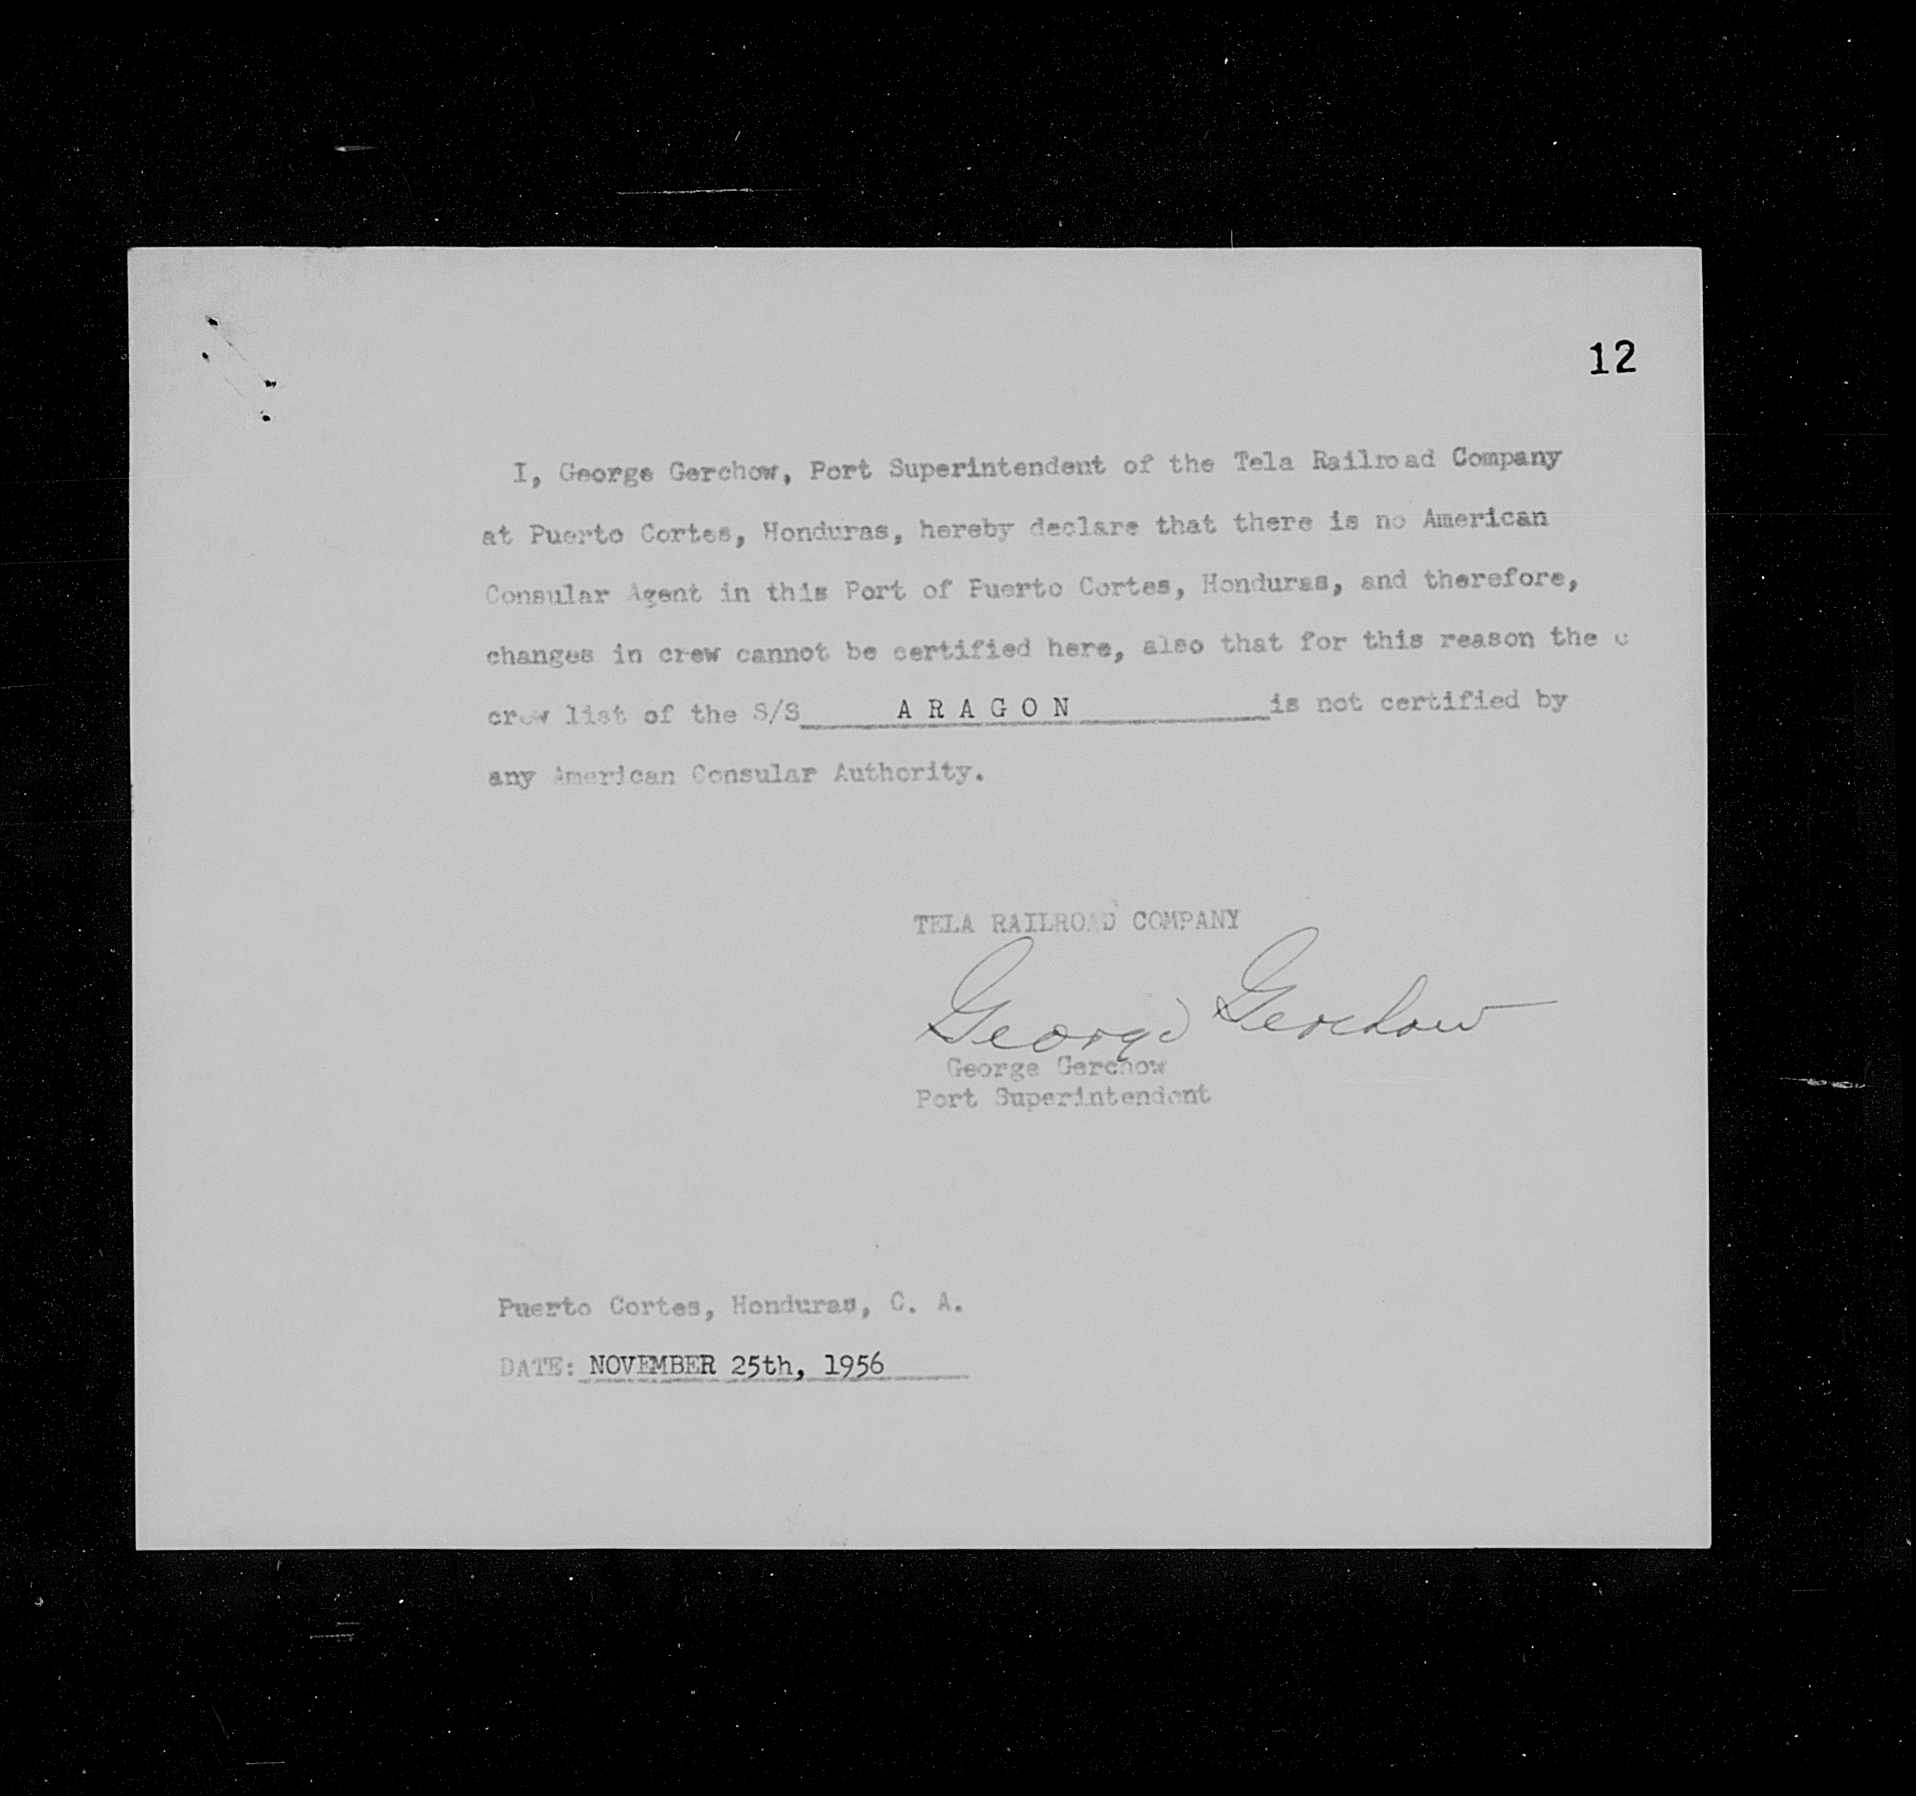 12
I, George Gerchow, Port Superintendent of the Tela Railroad Company
at Puerto Cortes, Honduras, hereby declare that there is no American
Consular Agent in this Port of Puerto Cortes, Honduras, and therefore,
changes in crew cannot be certified here, also that for this reason the c
crew list of the S/S A R A G O N is not certified by
any American Consular Authority.
TELA RAILROAD COMPANY
George Gerchow
George Gerchow
Port Superintendent
Puerto Cortes, Honduras, C. A.
DATE: NOVEMBER 25th, 1956